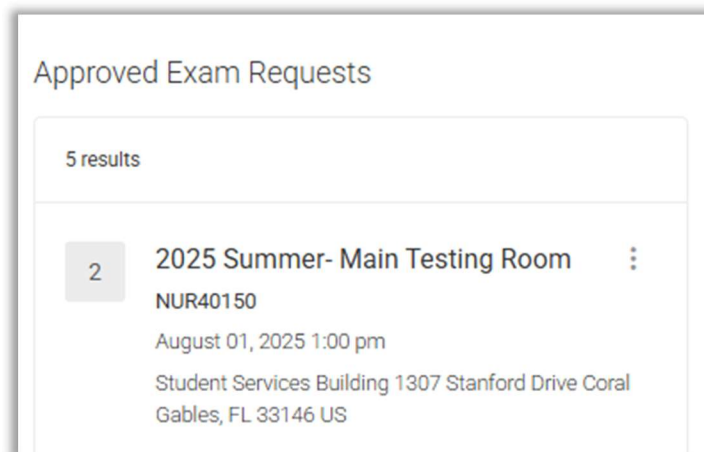 Approved Exam Requests
5 results
2
2025 Summer- Main Testing Room
NUR40150
August 01, 2025 1:00 pm
Student Services Building 1307 Stanford Drive Coral
Gables, FL 33146 US